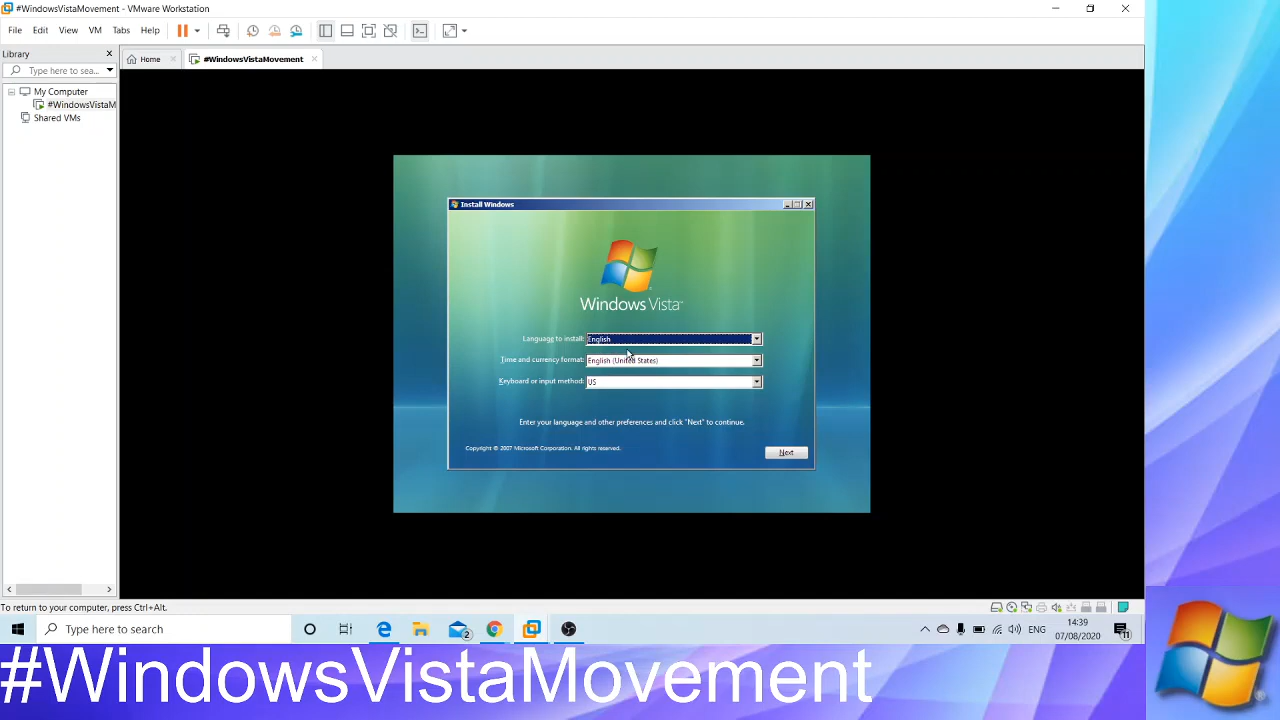 #WindowsVistaMovement - VMware Workstation
File Edit View VM Tabs Help
Library
Type here to sea...
Home
#WindowsVistaMovement
My Computer
#WindowsVistaM
Shared VMs
Install Windows
Windows Vista™
Language to install: English
Time and currency format: English (United States)
Keyboard or input method: US
Enter your language and other preferences and click "Next" to continue.
Copyright © 2007 Microsoft Corporation. All rights reserved.
Next
To return to your computer, press Ctrl+Alt.
Type here to search
2
ENG
14:39
07/08/2020
11
#WindowsVistaMovement